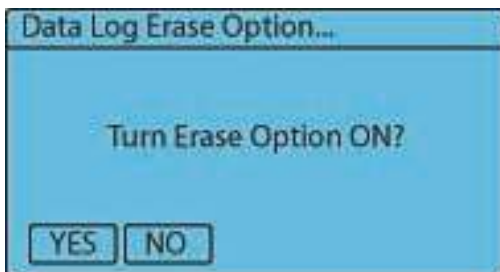 Data Log Erase Option...
Turn Erase Option ON?
YES NO